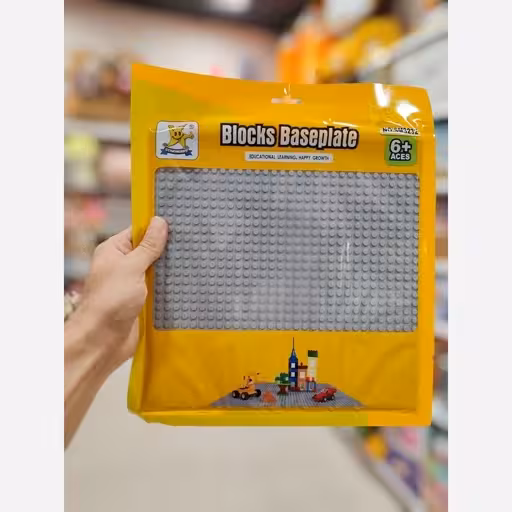 Blocks Baseplate
EDUCATIONAL LEARNING, HAPPY GROWTH
6+
AGES